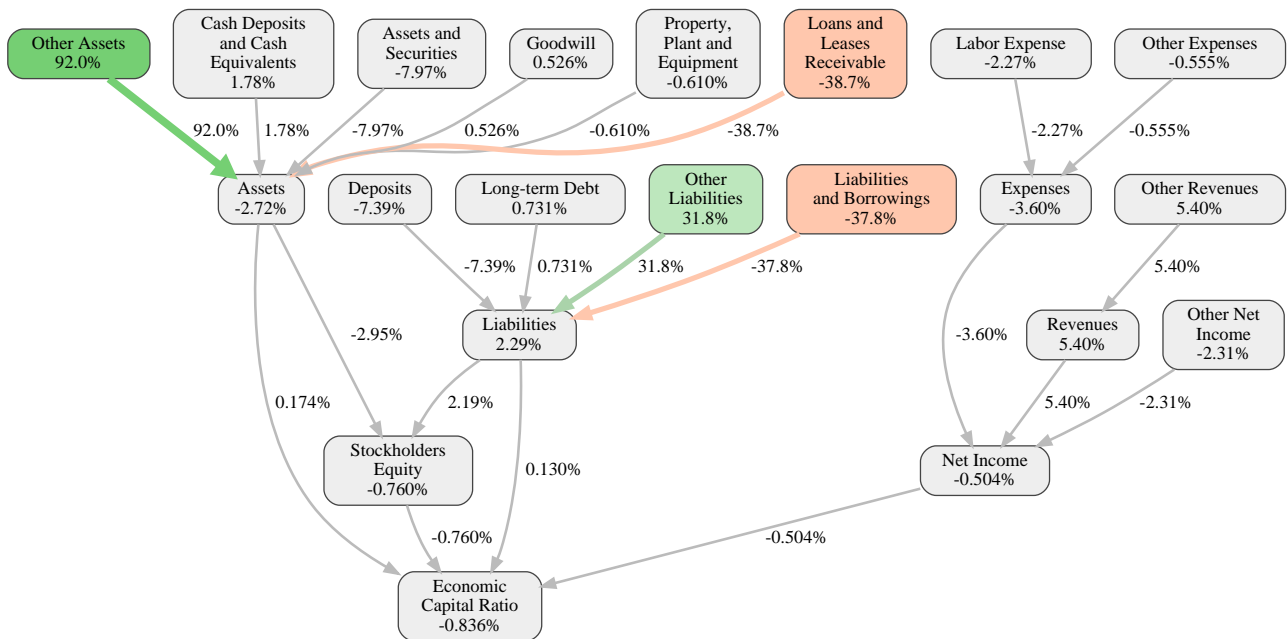 Other Assets
92.0%
Cash Deposits
and Cash
Equivalents
1.78%
Assets and
Securities
-7.97%
Goodwill
0.526%
Property,
Plant and
Equipment
-0.610%
Loans and
Leases
Receivable
-38.7%
Labor Expense
-2.27%
Other Expenses
-0.555%
92.0%
1.78%
-7.97%
0.526%
-0.610%
-38.7%
-2.27%
-0.555%
Assets
-2.72%
Deposits
-7.39%
Long-term Debt
0.731%
Other
Liabilities
31.8%
Liabilities
and Borrowings
-37.8%
Expenses
-3.60%
Other Revenues
5.40%
-7.39%
0.731%
31.8%
-37.8%
5.40%
-2.95%
Liabilities
2.29%
-3.60%
Revenues
5.40%
Other Net
Income
-2.31%
0.174%
2.19%
5.40%
-2.31%
Stockholders
Equity
-0.760%
0.130%
Net Income
-0.504%
-0.760%
-0.504%
Economic
Capital Ratio
-0.836%